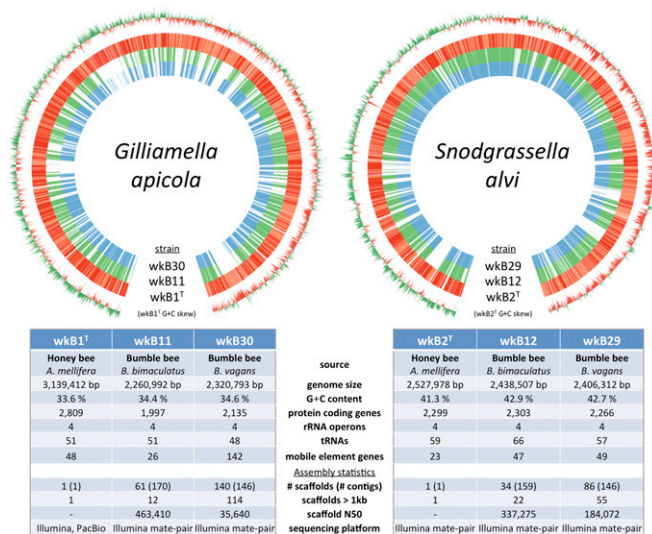 Gilliamella
apicola
strain
wkB30
wkB11
wkB1T
(wkB1T G+C skew)
Snodgrassella
alvi
strain
wkB29
wkB12
wkB2T
(wkB2T G+C skew)
wkB1T wkB11 wkB30 wkB2T wkB12 wkB29
Honey bee Bumble bee Bumble bee source Honey bee Bumble bee Bumble bee
A. mellifera B. bimaculatus B. vagans A. mellifera B. bimaculatus B. vagans
3,139,412 bp 2,260,992 bp 2,320,793 bp genome size 2,527,978 bp 2,438,507 bp 2,406,312 bp
33.6 % 34.4 % 34.6 % G+C content 41.3 % 42.9 % 42.7 %
2,809 1,997 2,135 protein coding genes 2,299 2,303 2,266
4 4 4 rRNA operons 4 4 4
51 51 48 tRNAs 59 66 57
48 26 142 mobile element genes 23 47 49
Assembly statistics
1 (1) 61 (170) 140 (146) # scaffolds (# contigs) 1 (1) 34 (159) 86 (146)
1 12 114 scaffolds > 1kb 1 22 55
- 463,410 35,640 scaffold N50 - 337,275 184,072
Illumina, PacBio Illumina mate-pair Illumina mate-pair sequencing platform Illumina mate-pair Illumina mate-pair Illumina mate-pair